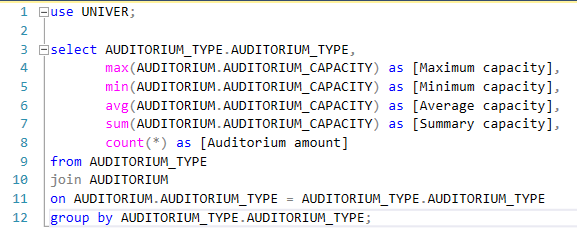 1 use UNIVER;
2
3 select AUDITORIUM_TYPE.AUDITORIUM_TYPE,
4 max(AUDITORIUM.AUDITORIUM_CAPACITY) as [Maximum capacity],
5 min(AUDITORIUM.AUDITORIUM_CAPACITY) as [Minimum capacity],
6 avg(AUDITORIUM.AUDITORIUM_CAPACITY) as [Average capacity],
7 sum(AUDITORIUM.AUDITORIUM_CAPACITY) as [Summary capacity],
8 count(*) as [Auditorium amount]
9 from AUDITORIUM_TYPE
10 join AUDITORIUM
11 on AUDITORIUM.AUDITORIUM_TYPE = AUDITORIUM_TYPE.AUDITORIUM_TYPE
12 group by AUDITORIUM_TYPE.AUDITORIUM_TYPE;